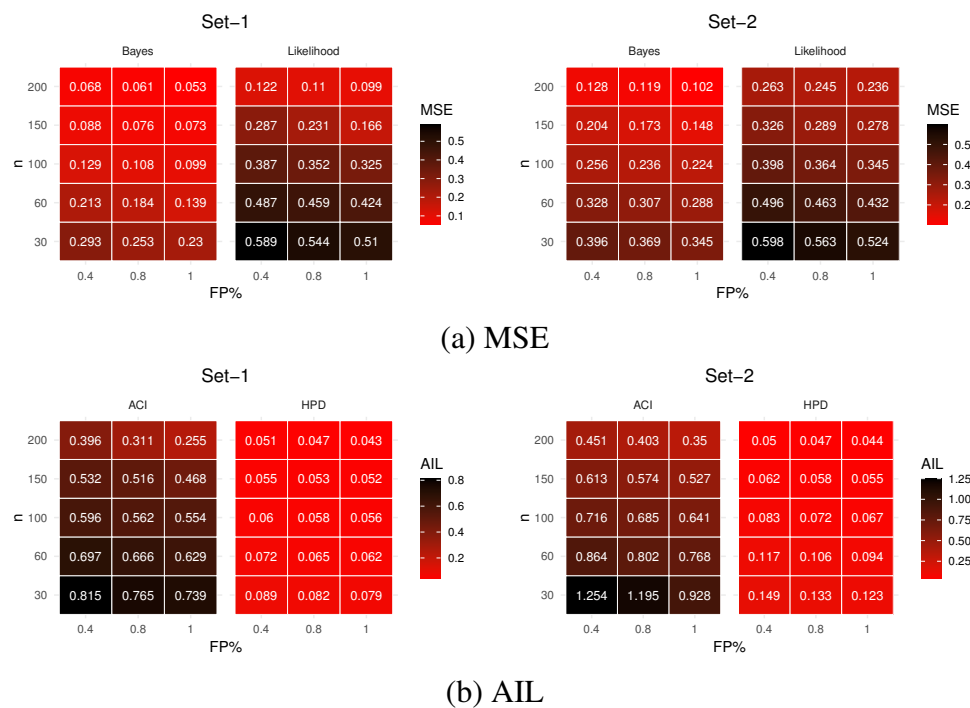 Set−1 Set−2
Bayes Likelihood Bayes Likelihood
200 0.068 0.061 0.053 0.122 0.11 0.099 200 0.128 0.119 0.102 0.263 0.245 0.236
MSE MSE
150 0.088 0.076 0.073 0.287 0.231 0.166 150 0.204 0.173 0.148 0.326 0.289 0.278
0.5 0.5
n 100 0.129 0.108 0.099 0.387 0.352 0.325 0.4 n 100 0.256 0.236 0.224 0.398 0.364 0.345 0.4
0.3 0.3
60 0.213 0.184 0.139 0.487 0.459 0.424 0.2 60 0.328 0.307 0.288 0.496 0.463 0.432 0.2
0.1
30 0.293 0.253 0.23 0.589 0.544 0.51 30 0.396 0.369 0.345 0.598 0.563 0.524
0.4 0.8 1 0.4 0.8 1 0.4 0.8 1 0.4 0.8 1
FP% FP%
(a) MSE
Set−1 Set−2
ACI HPD ACI HPD
200 0.396 0.311 0.255 0.051 0.047 0.043 200 0.451 0.403 0.35 0.05 0.047 0.044
AIL AIL
150 0.532 0.516 0.468 0.055 0.053 0.052 0.8 150 0.613 0.574 0.527 0.062 0.058 0.055 1.25
0.6 1.00
n 100 0.596 0.562 0.554 0.06 0.058 0.056 0.4 n 100 0.716 0.685 0.641 0.083 0.072 0.067 0.75
0.50
60 0.697 0.666 0.629 0.072 0.065 0.062 0.2 60 0.864 0.802 0.768 0.117 0.106 0.094 0.25
30 0.815 0.765 0.739 0.089 0.082 0.079 30 1.254 1.195 0.928 0.149 0.133 0.123
0.4 0.8 1 0.4 0.8 1 0.4 0.8 1 0.4 0.8 1
FP% FP%
(b) AIL